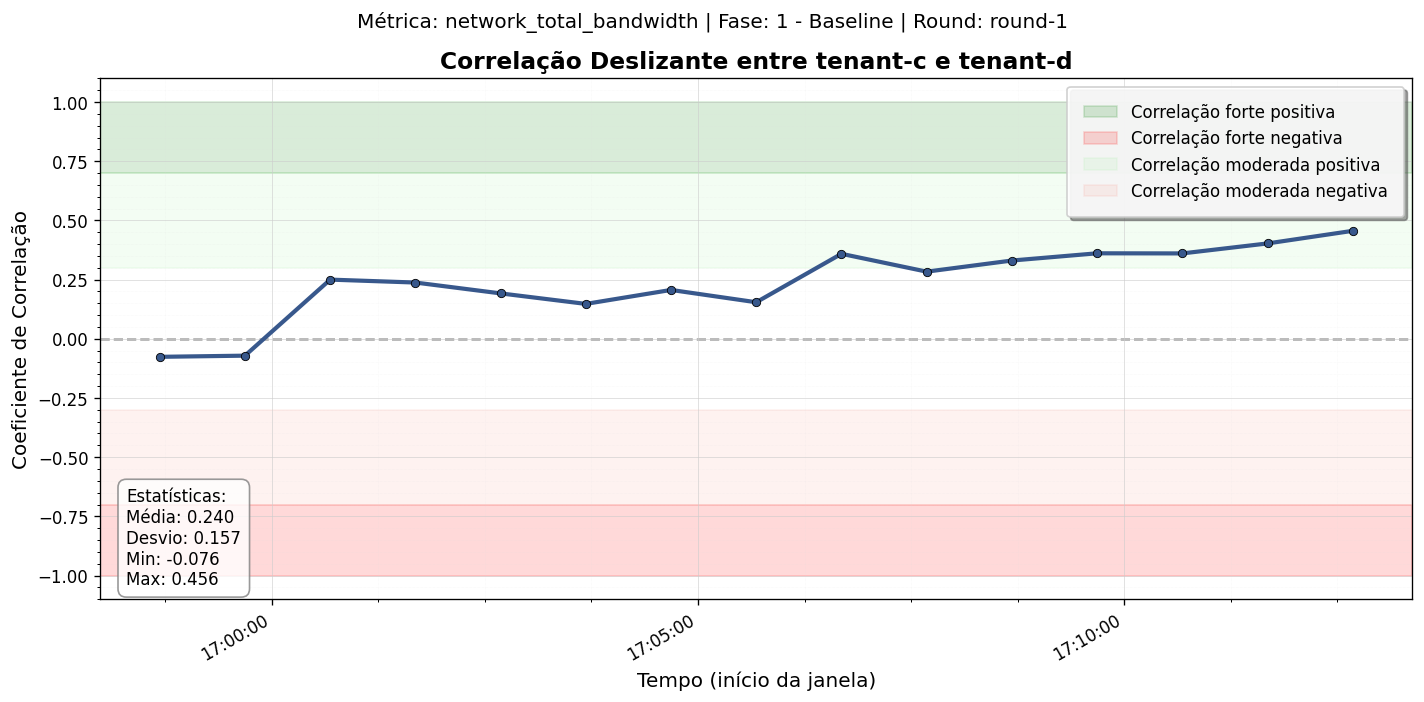 Métrica: network_total_bandwidth | Fase: 1 - Baseline | Round: round-1
Correlação Deslizante entre tenant-c e tenant-d
Correlação forte positiva
Correlação forte negativa
Correlação moderada positiva
Correlação moderada negativa
Coeficiente de Correlação
1.00
0.75
0.50
0.25
0.00
−0.25
−0.50
−0.75
−1.00
Estatísticas:
Média: 0.240
Desvio: 0.157
Min: -0.076
Max: 0.456
17:00:00
17:05:00
17:10:00
Tempo (início da janela)